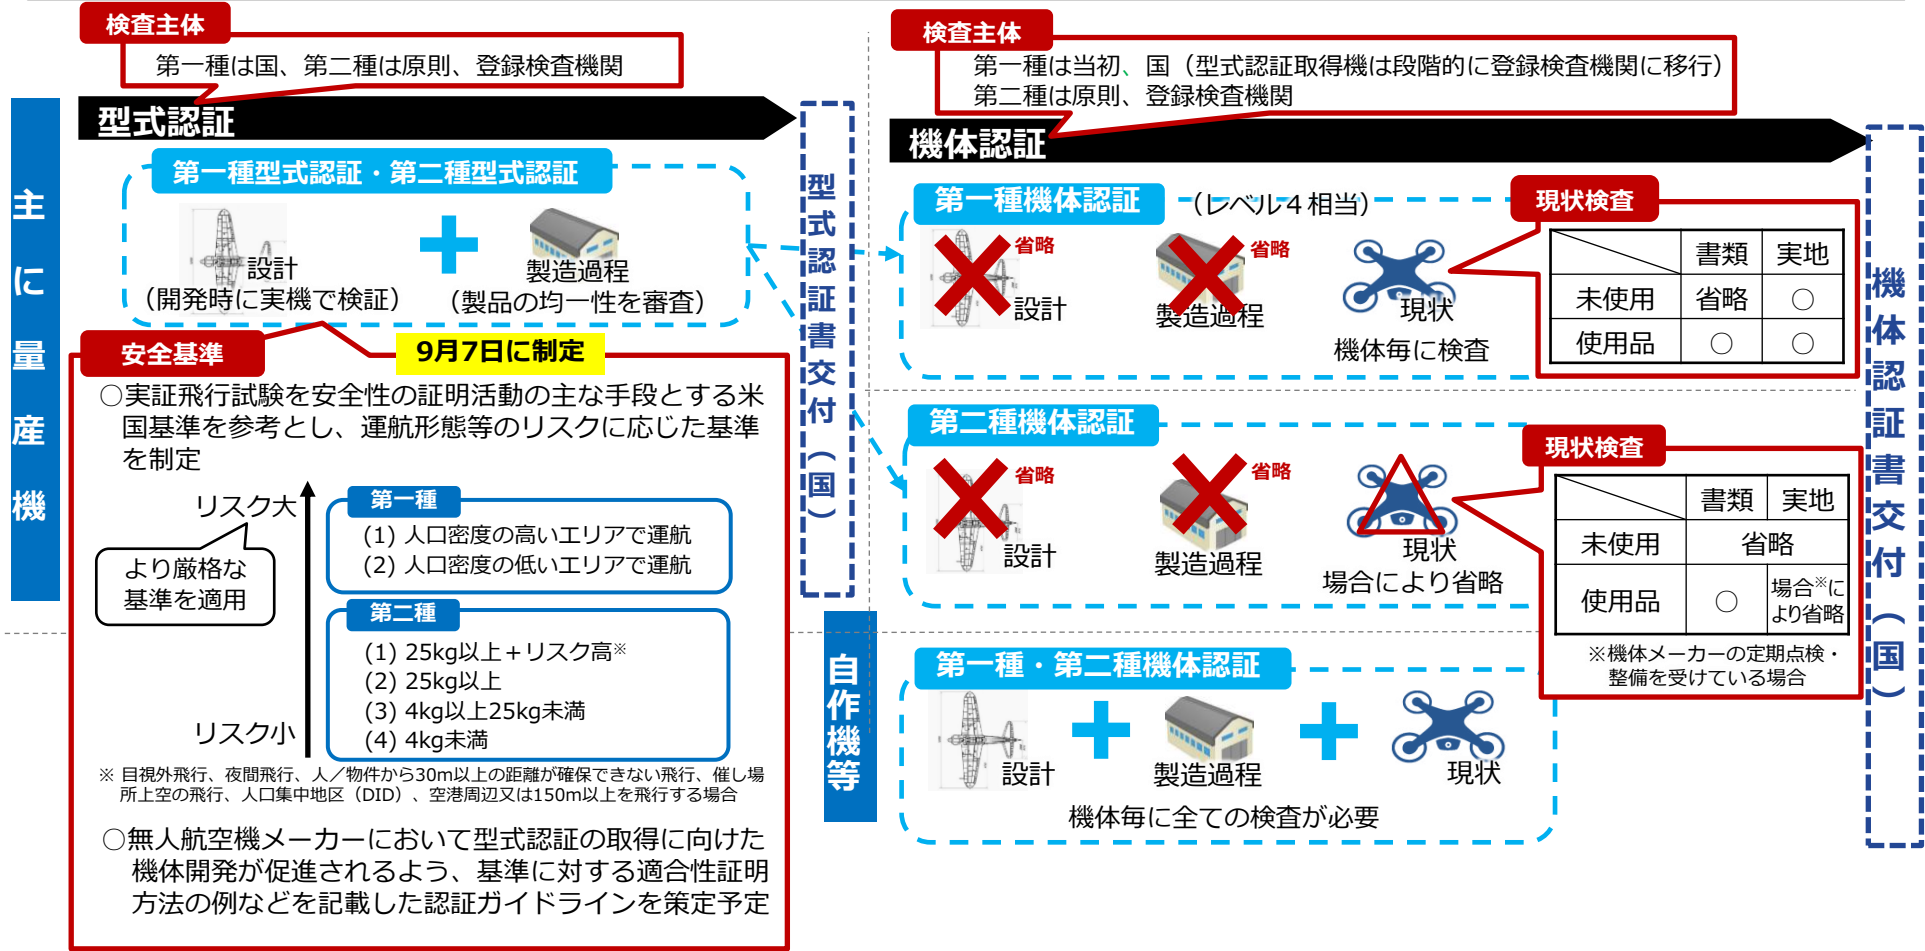 検査主体
第一種は国、第二種は原則、登録検査機関
型式認証
主に量産機
第一種型式認証・第二種型式認証
設計
(開発時に実機で検証)
製造過程
(製品の均一性を審査)
型式認証書交付(国)
安全基準
9月7日に制定
○実証飛行試験を安全性の証明活動の主な手段とする米
国基準を参考とし、運航形態等のリスクに応じた基準
を制定
リスク大
より厳格な
基準を適用
リスク小
第一種
(1) 人口密度の高いエリアで運航
(2) 人口密度の低いエリアで運航
第二種
(1) 25kg以上+リスク高※
(2) 25kg以上
(3) 4kg以上25kg未満
(4) 4kg未満
※ 目視外飛行、夜間飛行、人/物件から30m以上の距離が確保できない飛行、催し場
所上空の飛行、人口集中地区(DID)、空港周辺又は150m以上を飛行する場合
○無人航空機メーカーにおいて型式認証の取得に向けた
機体開発が促進されるよう、基準に対する適合性証明
方法の例などを記載した認証ガイドラインを策定予定
検査主体
第一種は当初、国(型式認証取得機は段階的に登録検査機関に移行)
第二種は原則、登録検査機関
機体認証
第一種機体認証 (レベル4相当)
省略
設計
省略
製造過程
現状
機体毎に検査
現状検査
書類 実地
未使用 省略 ○
使用品 ○ ○
第二種機体認証
省略
設計
省略
製造過程
現状
場合により省略
現状検査
書類 実地
未使用 省略
使用品 ○ 場合※に
より省略
※機体メーカーの定期点検・
整備を受けている場合
自作機等
第一種・第二種機体認証
設計
製造過程
現状
機体毎に全ての検査が必要
機体認証書交付(国)